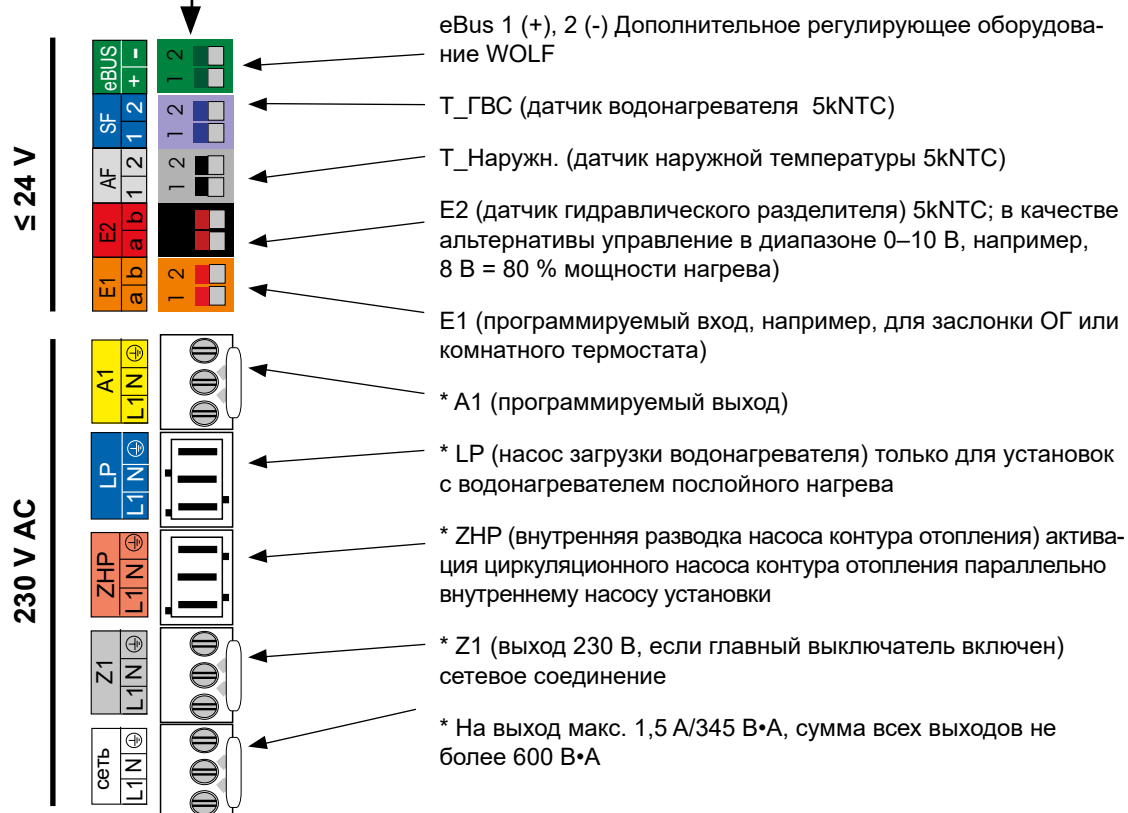 eBus 1 (+), 2 (-) Дополнительное регулирующее оборудова-
ние WOLF
T_ГВС (датчик водонагревателя 5kNTC)
T_Наружн. (датчик наружной температуры 5kNTC)
E2 (датчик гидравлического разделителя) 5kNTC; в качестве
альтернативы управление в диапазоне 0–10 В, например,
8 В = 80 % мощности нагрева)
E1 (программируемый вход, например, для заслонки ОГ или
комнатного термостата)
* A1 (программируемый выход)
* LP (насос загрузки водонагревателя) только для установок
с водонагревателем послойного нагрева
* ZHP (внутренняя разводка насоса контура отопления) актива-
ция циркуляционного насоса контура отопления параллельно
внутреннему насосу установки
* Z1 (выход 230 В, если главный выключатель включен)
сетевое соединение
* На выход макс. 1,5 А/345 В•А, сумма всех выходов не
более 600 В•А
≤ 24 V
eBUS
+ -
1 2
SF
1 2
1 2
AF
1 2
1 2
E2
a b
E1
a b
1 2
230 V AC
A1
L1 N
LP
L1 N
ZHP
L1 N
Z1
L1 N
сеть
L1 N